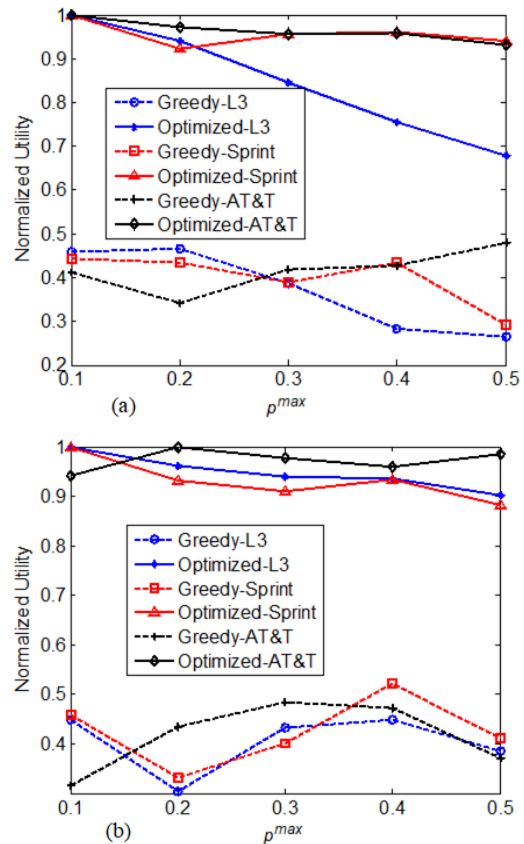 1
0.9
0.8
0.7
0.6
0.5
0.4
0.3
0.2
Normalized Utility
Greedy-L3
Optimized-L3
Greedy-Sprint
Optimized-Sprint
Greedy-AT&T
Optimized-AT&T
0.1 0.2 0.3 0.4 0.5
(a) p^max
1
0.9
0.8
0.7
0.6
0.5
0.4
Normalized Utility
Greedy-L3
Optimized-L3
Greedy-Sprint
Optimized-Sprint
Greedy-AT&T
Optimized-AT&T
0.1 0.2 0.3 0.4 0.5
(b) p^max